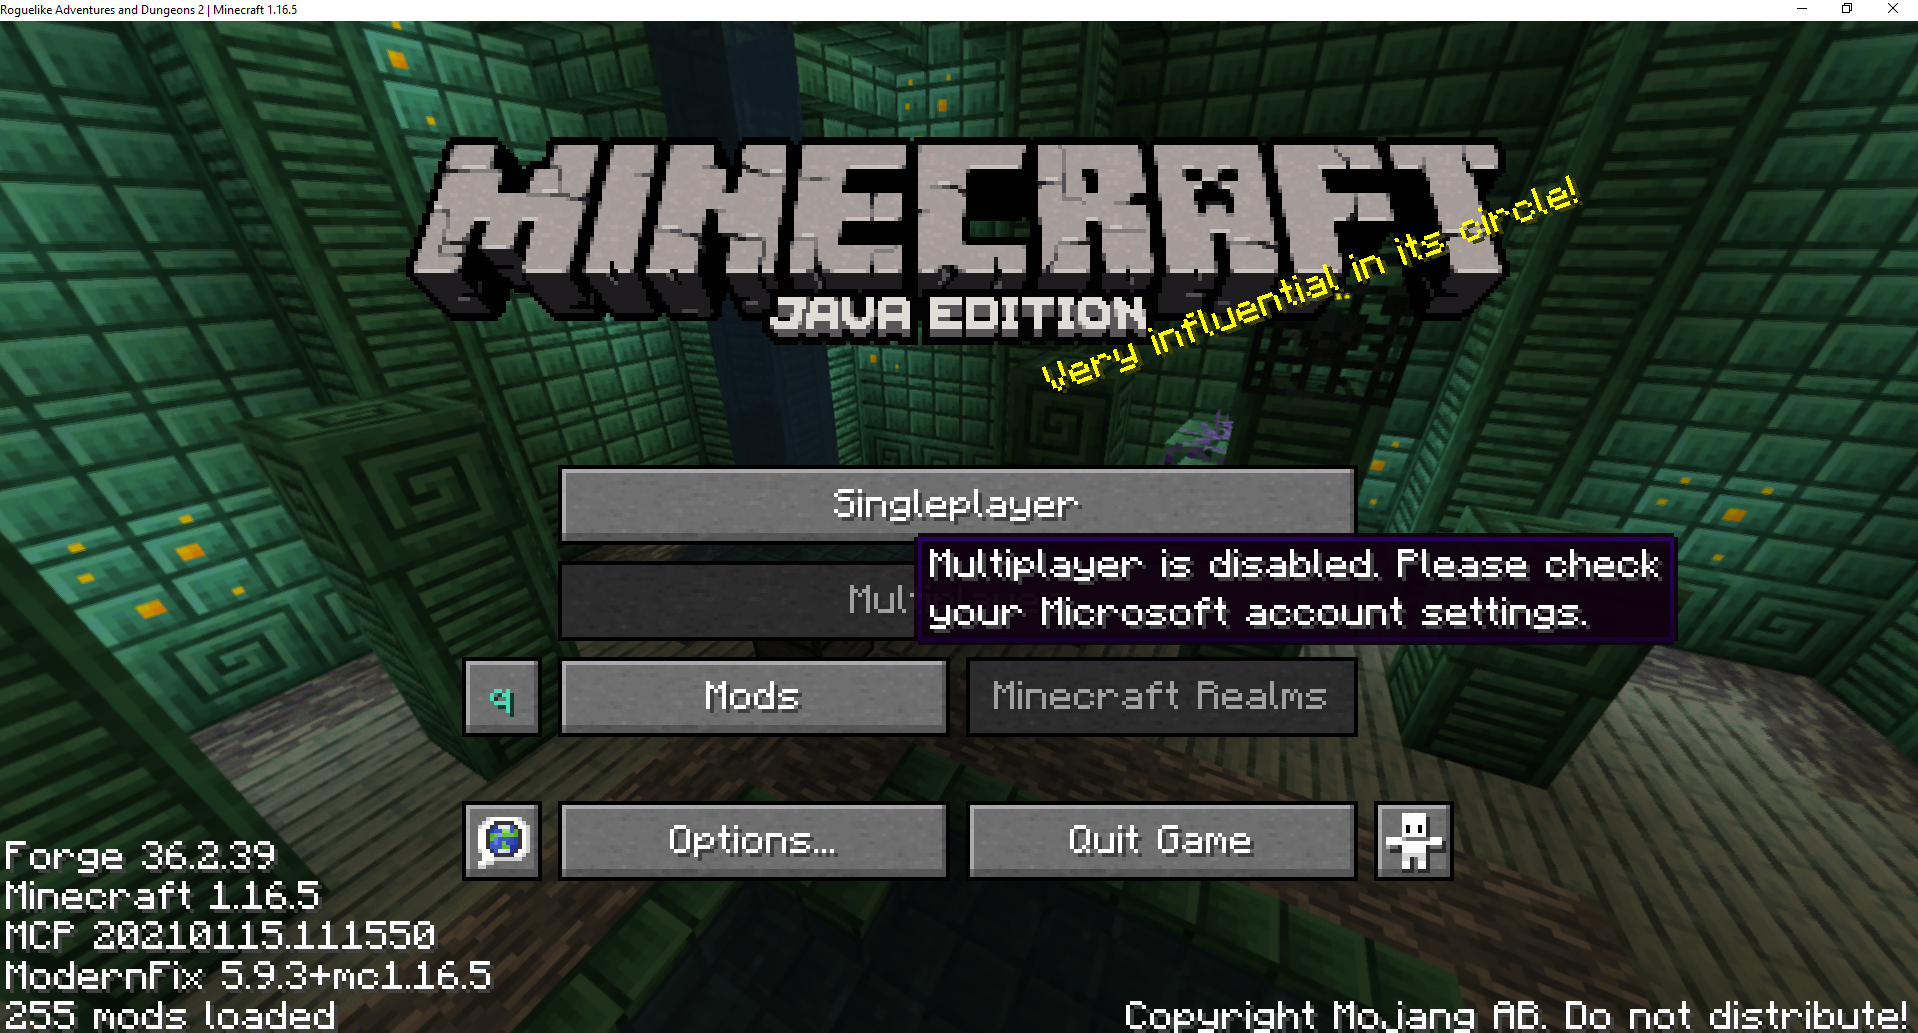 Roguelike Adventures and Dungeons 2 | Minecraft 1.16.5
MINECRAFT
JAVA EDITION
Very influential in its circle!
Singleplayer
Multiplayer is disabled. Please check
your Microsoft account settings.
Multiplaye
Mods
Minecraft Realms
Options...
Quit Game
Forge 36.2.39
Minecraft 1.16.5
MCP 20210115.111550
ModernFix 5.9.3+mc1.16.5
255 mods loaded
Copyright Mojang AB. Do not distribute!